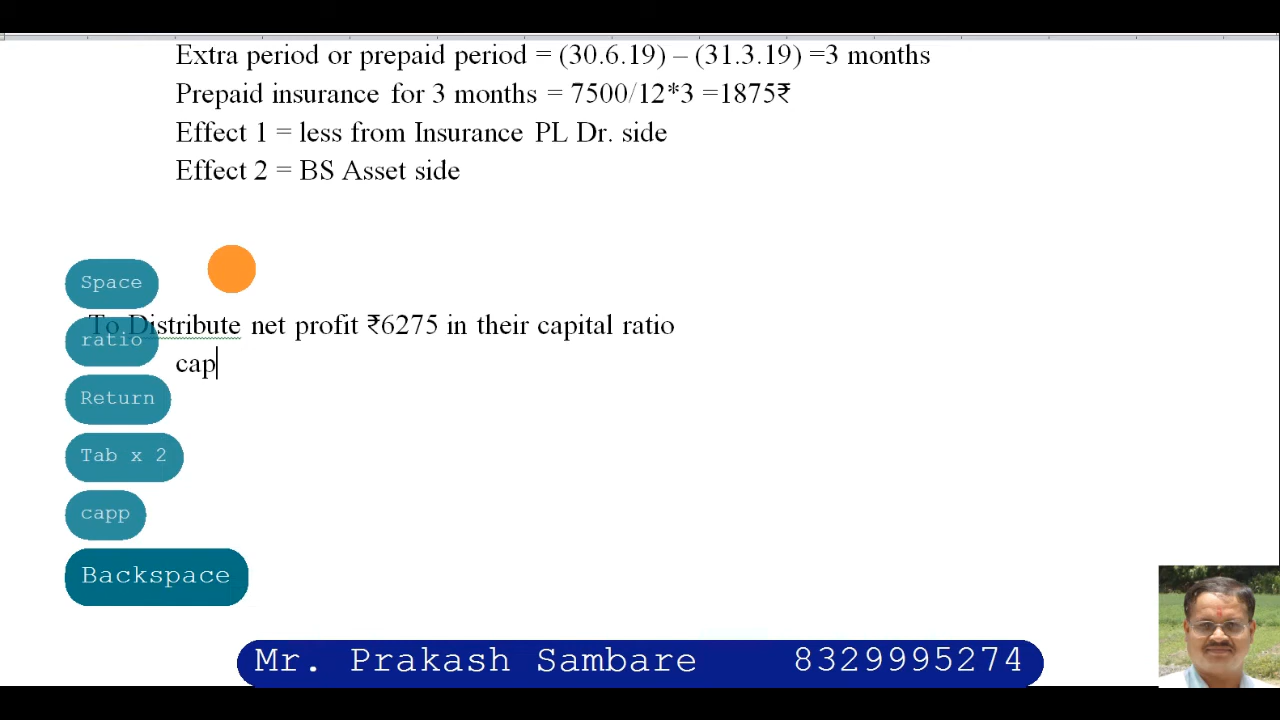 Extra period or prepaid period = (30.6.19) – (31.3.19) =3 months
Prepaid insurance for 3 months = 7500/12*3 =1875₹
Effect 1 = less from Insurance PL Dr. side
Effect 2 = BS Asset side
Space
To Distribute net profit ₹6275 in their capital ratio
ratio
cap
Return
Tab x 2
capp
Backspace
Mr. Prakash Sambare 8329995274